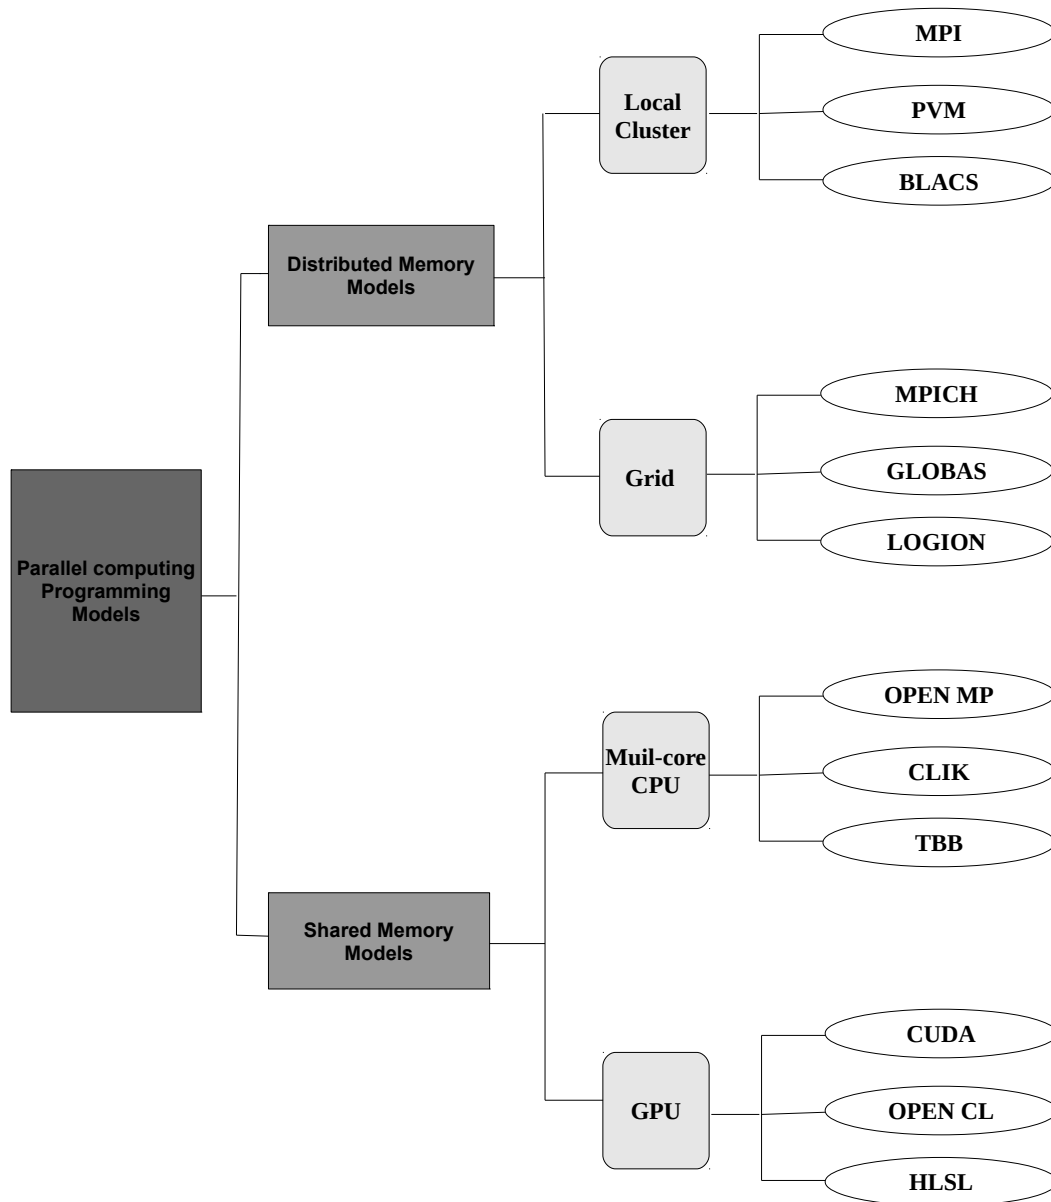 MPI
Local
Cluster
PVM
BLACS
Distributed Memory
Models
MPICH
Grid
GLOBAS
LOGION
Parallel computing
Programming
Models
OPEN MP
Muil-core
CPU
CLIK
TBB
Shared Memory
Models
CUDA
GPU
OPEN CL
HLSL